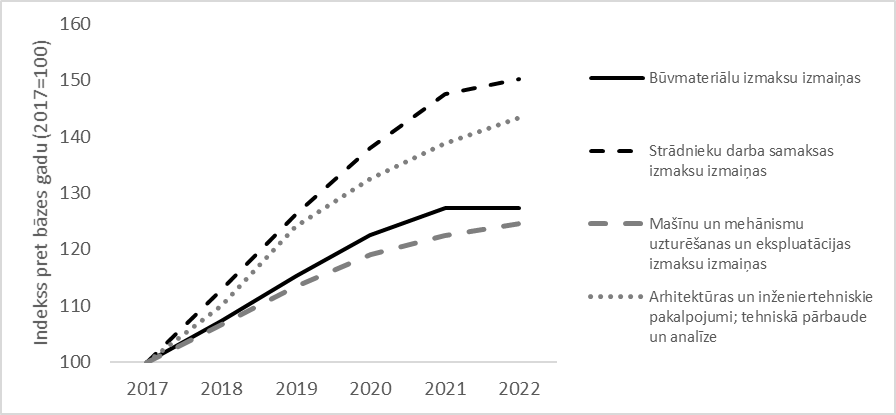 Indekss pret bāzes gadu (2017=100)
160
150
140
130
120
110
100
2017 2018 2019 2020 2021 2022
Būvmateriālu izmaksu izmaiņas
Strādnieku darba samaksas
izmaksu izmaiņas
Mašīnu un mehānismu
uzturēšanas un ekspluatācijas
izmaksu izmaiņas
Arhitektūras un inženiertehniskie
pakalpojumi; tehniskā pārbaude
un analīze